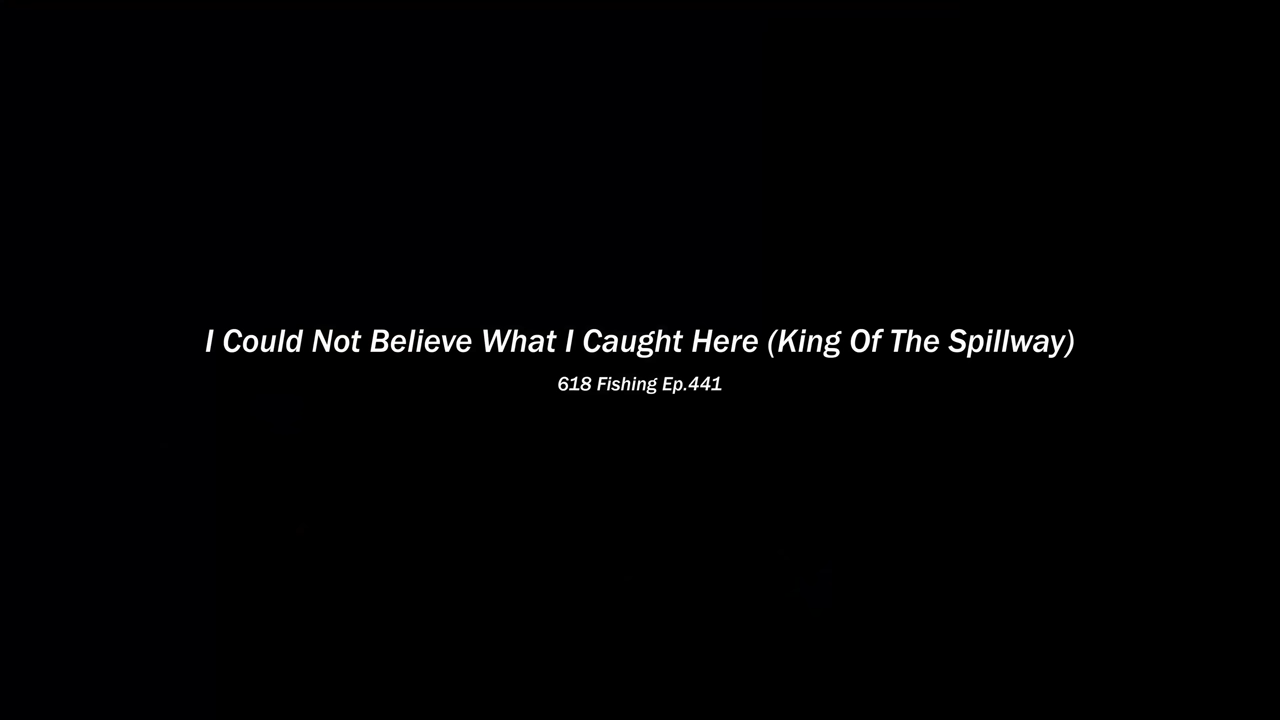 I Could Not Believe What I Caught Here (King Of The Spillway)
618 Fishing Ep.441